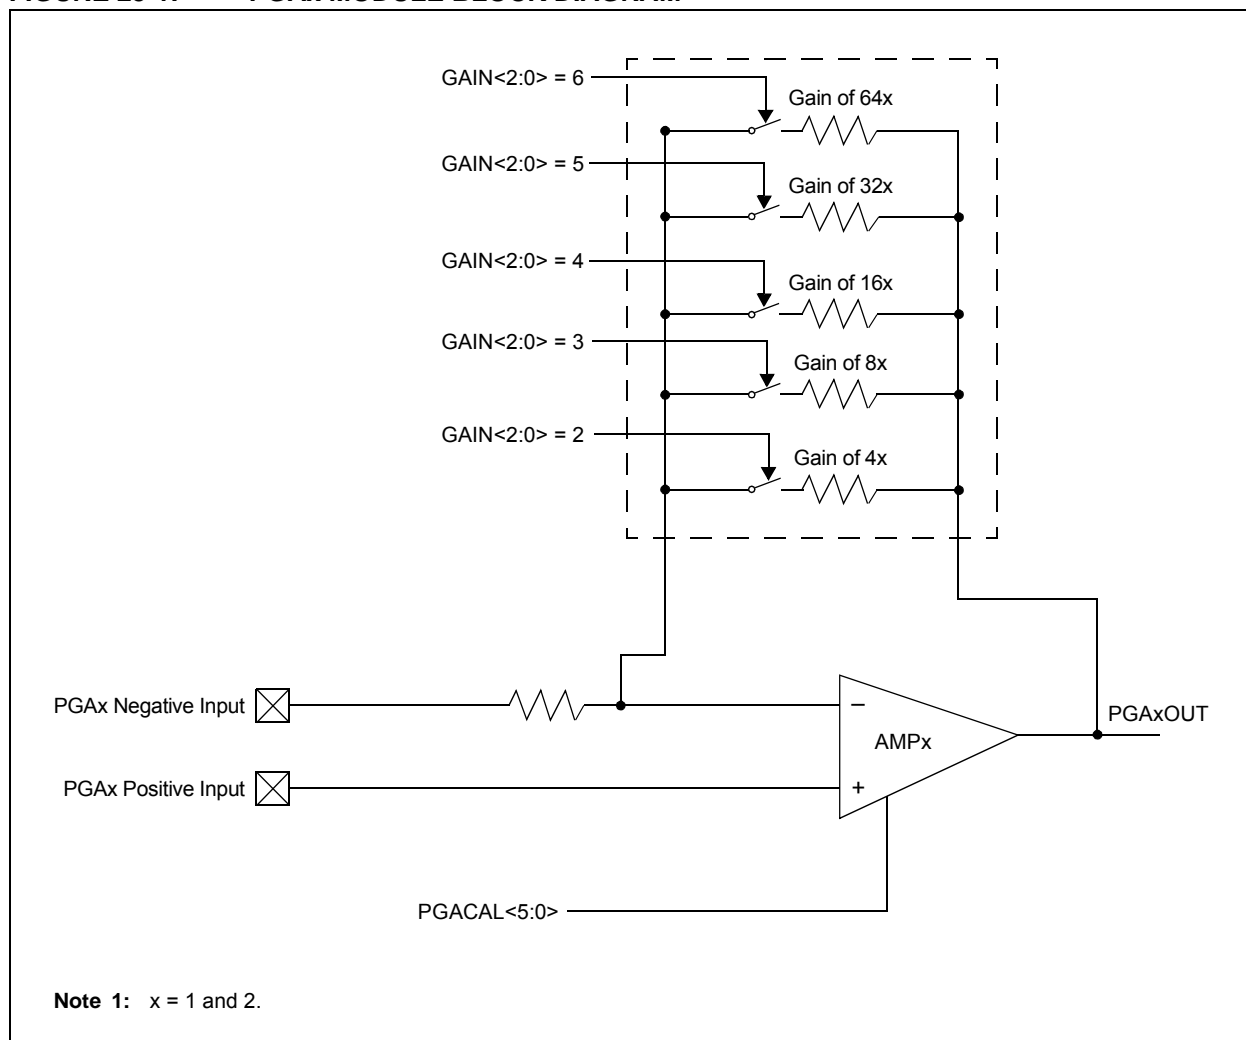 GAIN<2:0> = 6
Gain of 64x
GAIN<2:0> = 5
Gain of 32x
GAIN<2:0> = 4
Gain of 16x
GAIN<2:0> = 3
Gain of 8x
GAIN<2:0> = 2
Gain of 4x
PGAx Negative Input
–
PGAxOUT
AMPx
PGAx Positive Input
+
PGACAL<5:0>
Note 1: x = 1 and 2.